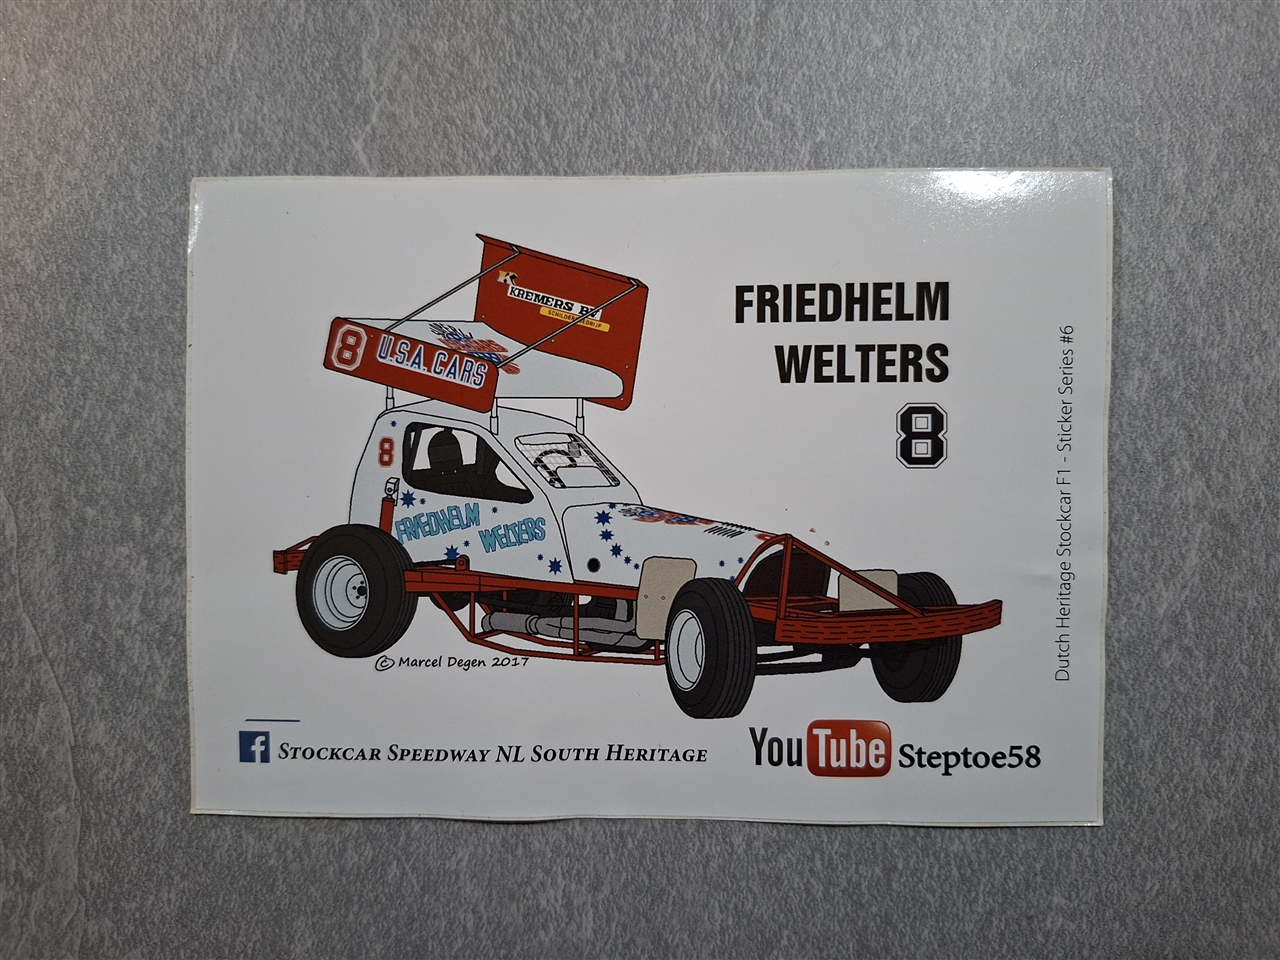 K
KREMERS BV
SCHILDERBEDRIJF
8 U.S.A. CARS
FRIEDHELM
WELTERS
8
8
FRIEDHELM
WELTERS
© Marcel Degen 2017
Dutch Heritage Stockcar F1 - Sticker Series #6
f STOCKCAR SPEEDWAY NL SOUTH HERITAGE
YouTube Steptoe58